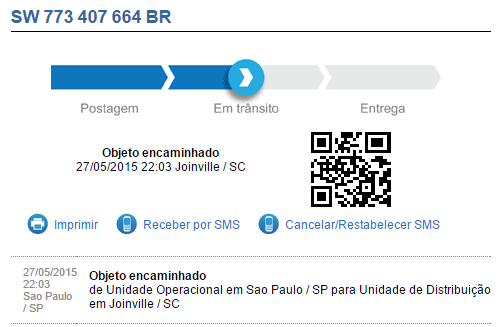 SW 773 407 664 BR
Postagem
Em trânsito
Entrega
Objeto encaminhado
27/05/2015 22:03 Joinville / SC
Imprimir
Receber por SMS
Cancelar/Restabelecer SMS
27/05/2015
22:03
Sao Paulo
/ SP
Objeto encaminhado
de Unidade Operacional em Sao Paulo / SP para Unidade de Distribuição
em Joinville / SC